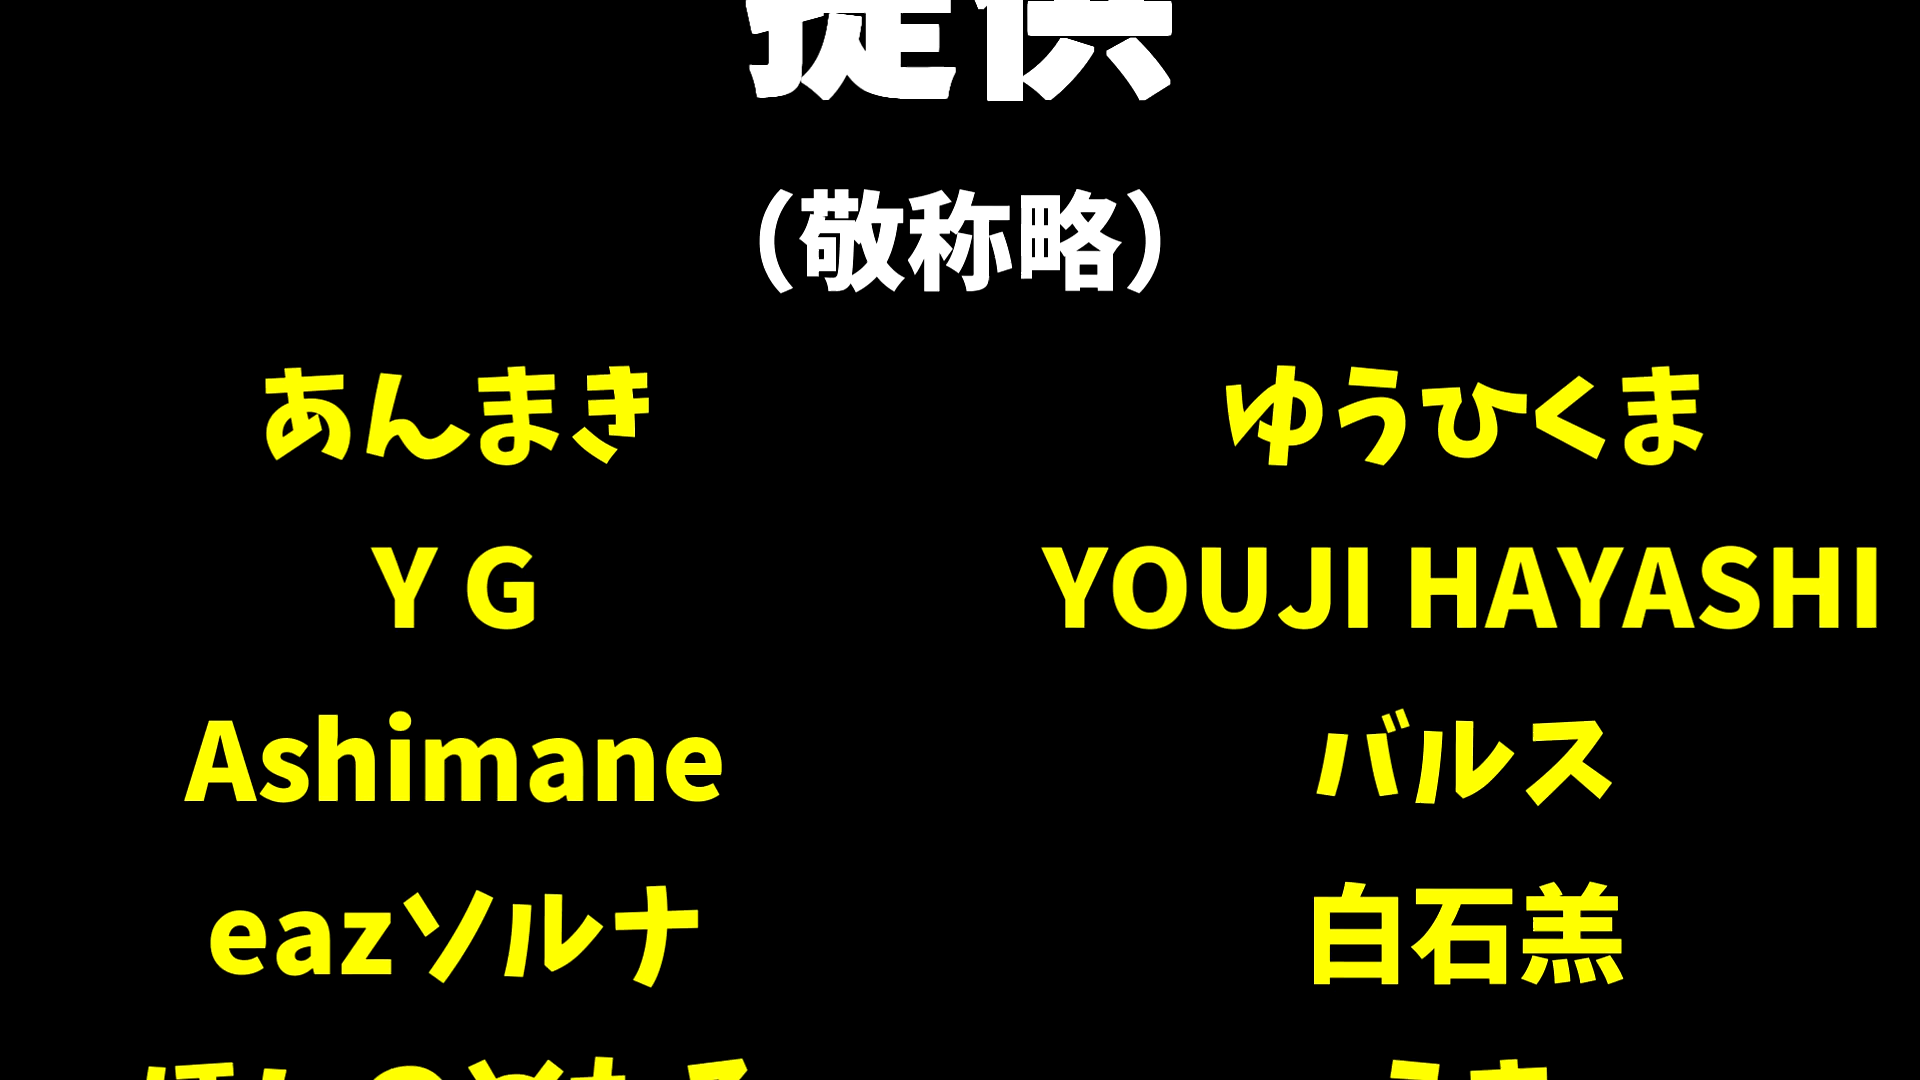 提供
(敬称略)
あんまき
ゆうひくま
Y G
YOUJI HAYASHI
Ashimane
バルス
eazソルナ
白石羔